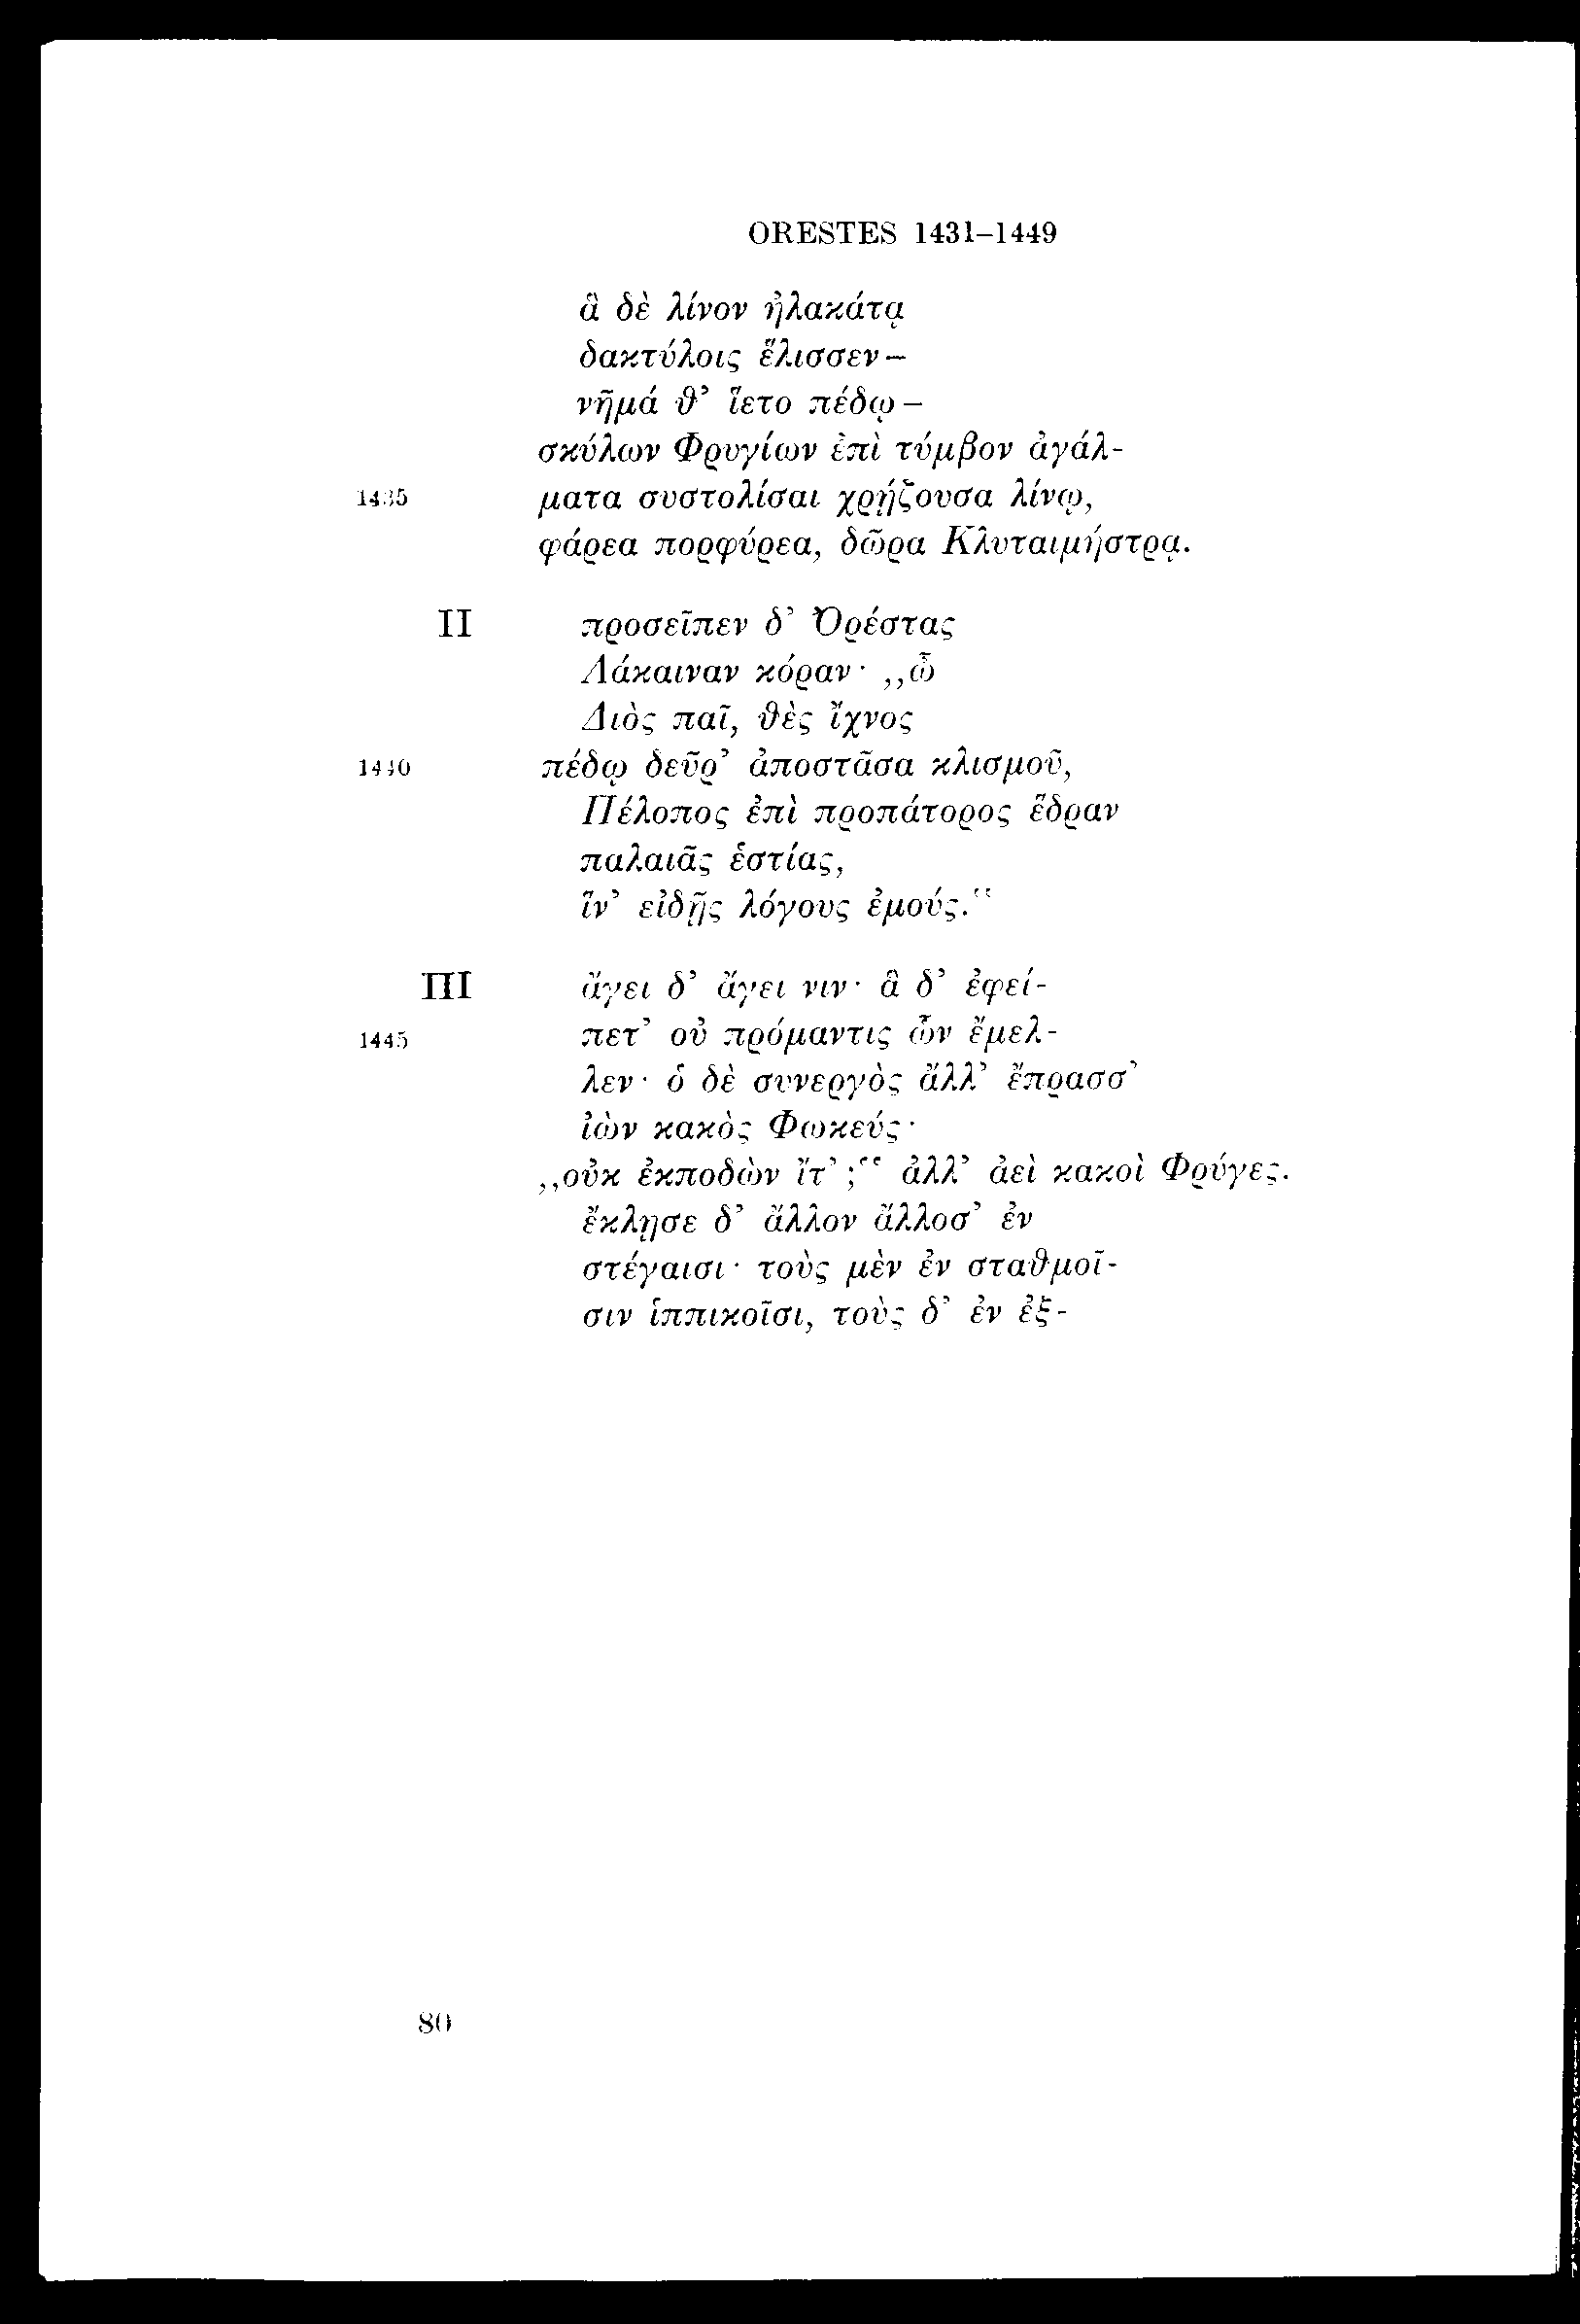 ORESTES 1431–1449
ἃ δὲ λίνον ἠλακάτᾳ
δακτύλοις ἕλισσεν –
νῆμά θ’ ἵετο πέδῳ –
σκύλων Φρυγίων ἐπὶ τύμβον ἀγάλ-
1435 ματα συστολίσαι χρῄζουσα λίνῳ,
φάρεα πορφύρεα, δῶρα Κλυταιμήστρᾳ.
II προσεῖπεν δ’ Ὀρέστας
Λάκαιναν κόραν· „ὦ
Διὸς παῖ, θὲς ἴχνος
1440 πέδῳ δεῦρ’ ἀποστᾶσα κλισμοῦ,
Πέλοπος ἐπὶ προπάτορος ἕδραν
παλαιᾶς ἑστίας,
ἵν’ εἰδῇς λόγους ἐμούς.“
III ἄγει δ’ ἄγει νιν· ἃ δ’ ἐφεί-
1445 πετ’ οὐ πρόμαντις ὧν ἔμελ-
λεν· ὁ δὲ συνεργὸς ἄλλ’ ἔπρασσ’
ἰὼν κακὸς Φωκεύς·
„οὐκ ἐκποδὼν ἴτ’;“ ἀλλ’ ἀεὶ κακοὶ Φρύγες.
ἔκλῃσε δ’ ἄλλον ἄλλοσ’ ἐν
στέγαισι· τοὺς μὲν ἐν σταθμοῖ-
σιν ἱππικοῖσι, τοὺς δ’ ἐν ἐξ-
80